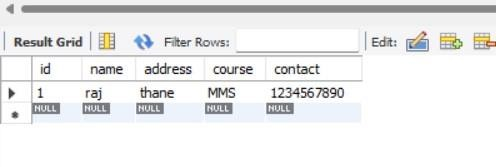 Result Grid Filter Rows: Edit:
id name address course contact
1 raj thane MMS 1234567890
NULL NULL NULL NULL NULL